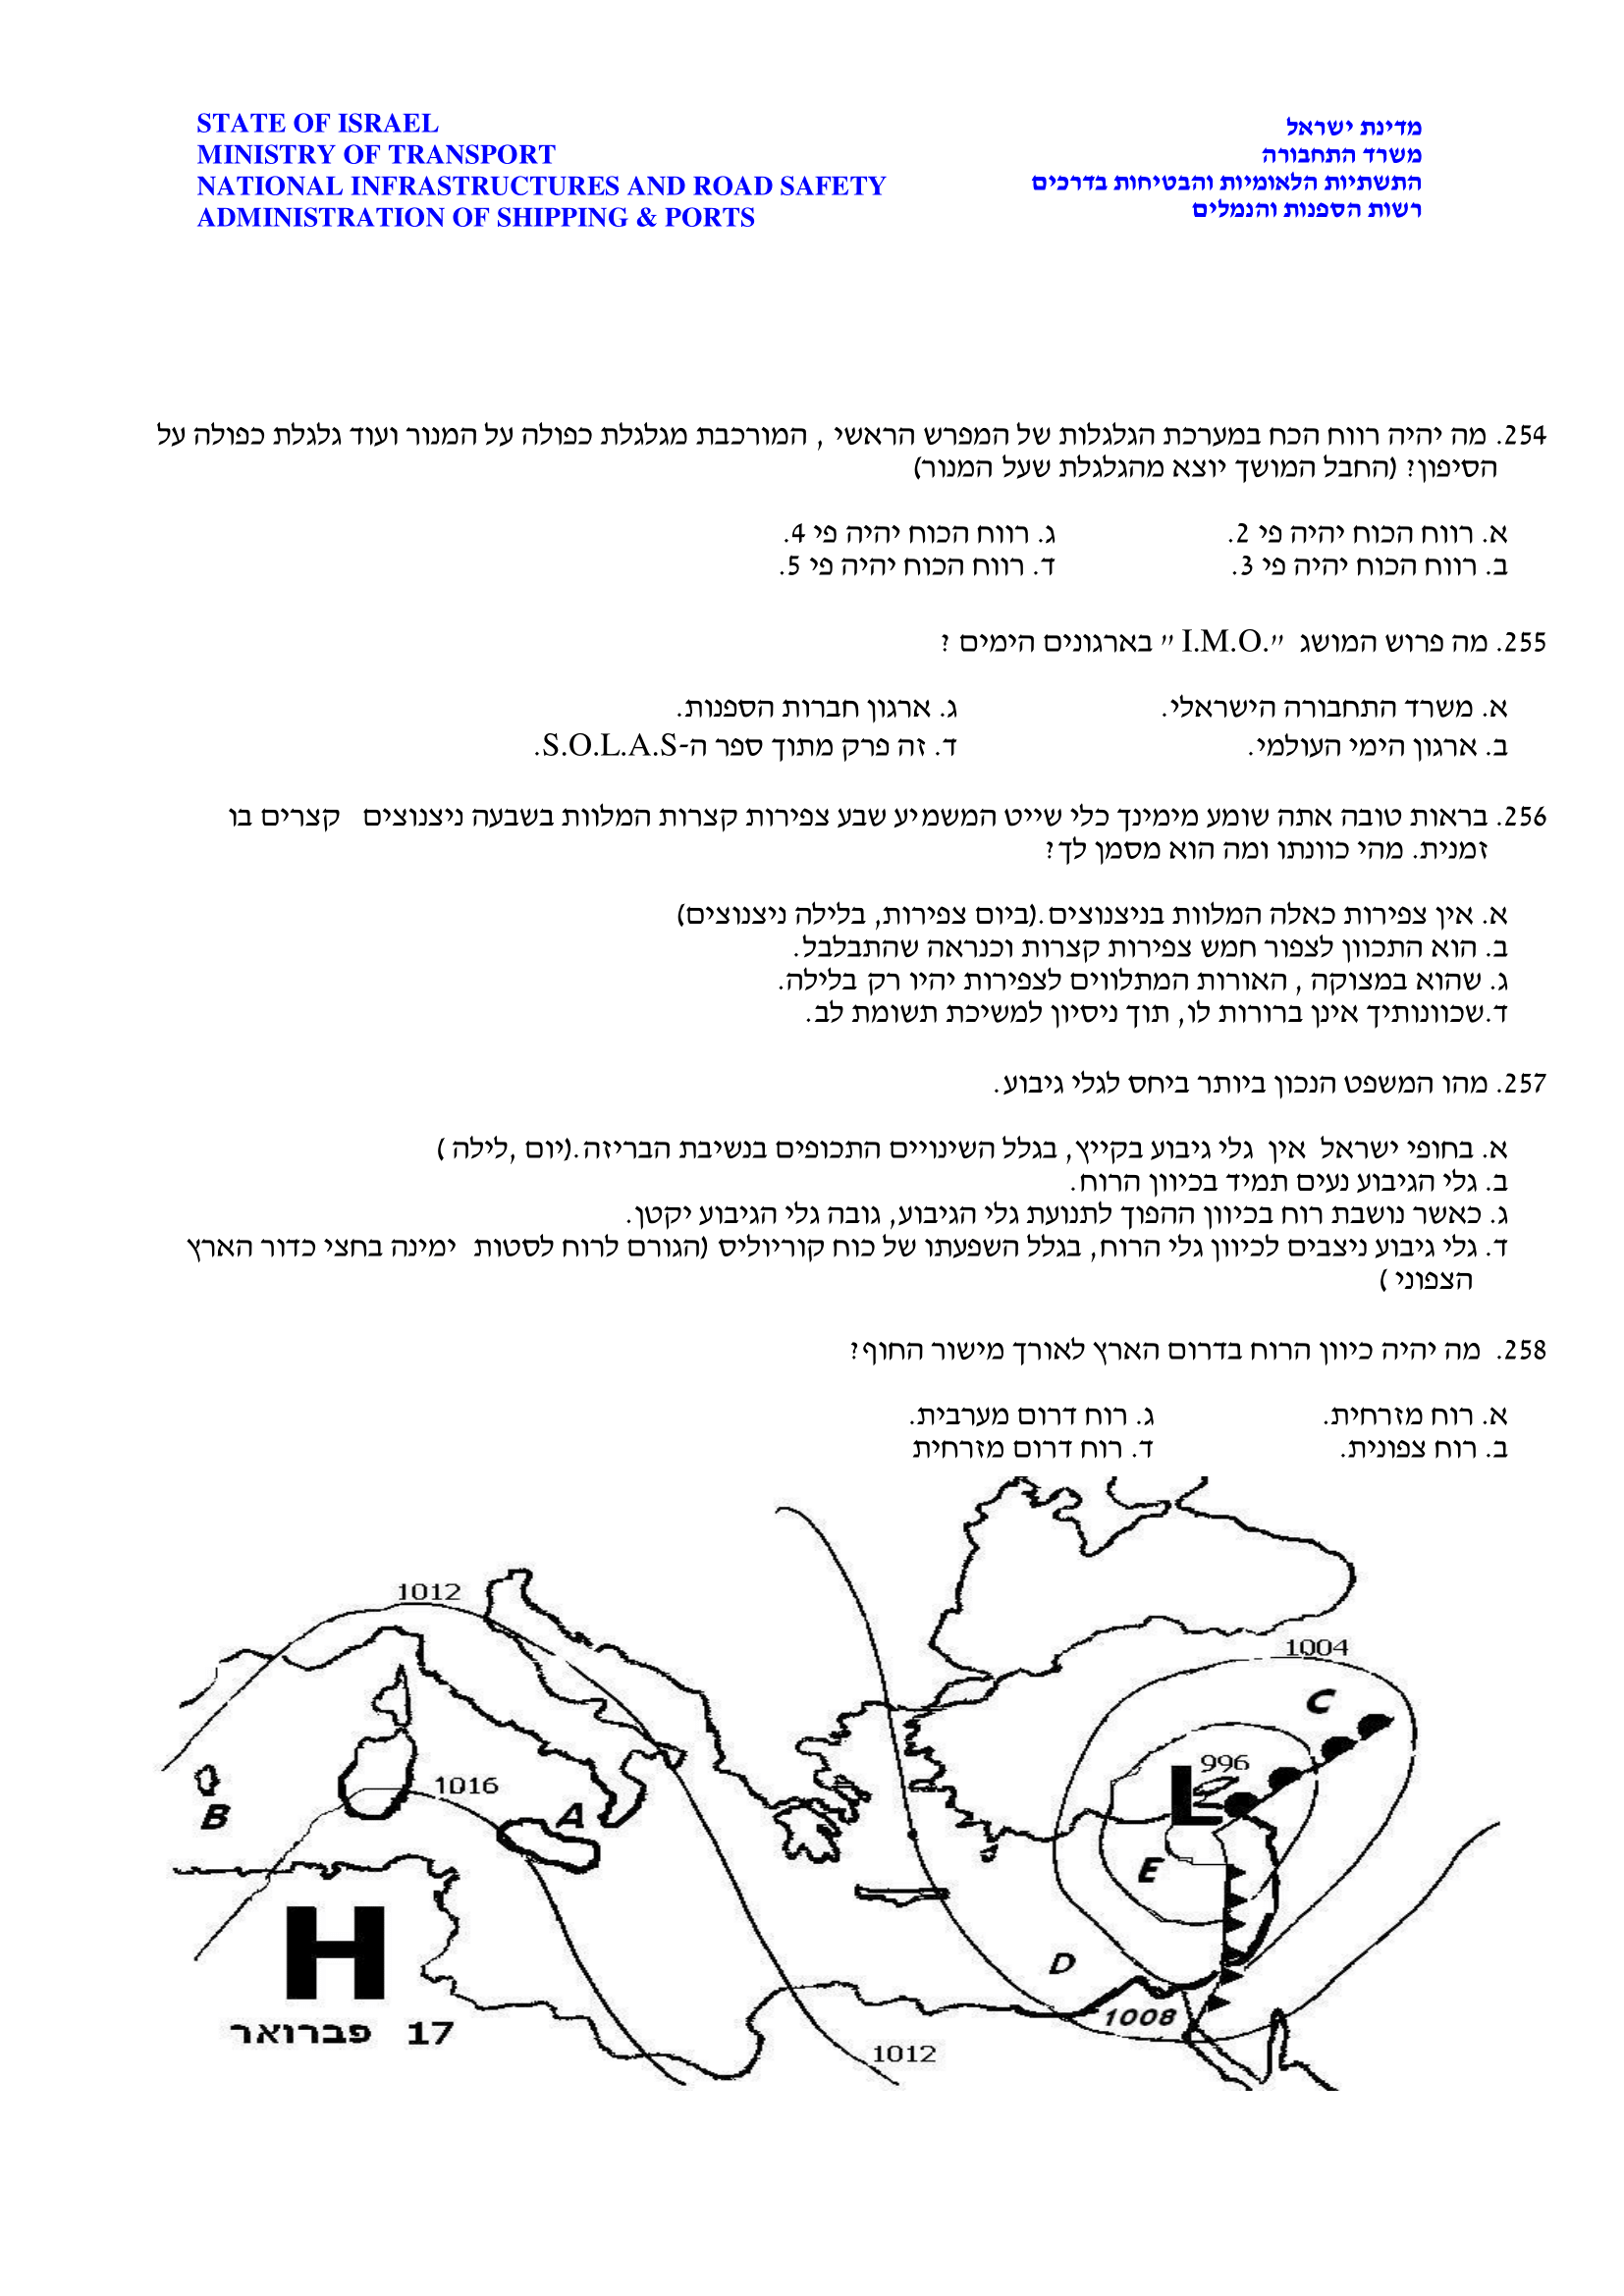 STATE OF ISRAEL
MINISTRY OF TRANSPORT
NATIONAL INFRASTRUCTURES AND ROAD SAFETY
ADMINISTRATION OF SHIPPING & PORTS
מדינת ישראל
משרד התחבורה
התשתיות הלאומיות והבטיחות בדרכים
רשות הספנות והנמלים
254. מה יהיה רווח הכח במערכת הגלגלות של המפרש הראשי , המורכבת מגלגלת כפולה על המנור ועוד גלגלת כפולה על
הסיפון? (החבל המושך יוצא מהגלגלת שעל המנור)
א. רווח הכוח יהיה פי 2. ג. רווח הכוח יהיה פי 4.
ב. רווח הכוח יהיה פי 3. ד. רווח הכוח יהיה פי 5.
255. מה פרוש המושג "I.M.O." בארגונים הימים ?
א. משרד התחבורה הישראלי. ג. ארגון חברות הספנות.
ב. ארגון הימי העולמי. ד. זה פרק מתוך ספר ה-S.O.L.A.S.
256. בראות טובה אתה שומע מימינך כלי שייט המשמיע שבע צפירות קצרות המלוות בשבעה ניצנוצים קצרים בו
זמנית. מהי כוונתו ומה הוא מסמן לך?
א. אין צפירות כאלה המלוות בניצנוצים.(ביום צפירות, בלילה ניצנוצים)
ב. הוא התכוון לצפור חמש צפירות קצרות וכנראה שהתבלבל.
ג. שהוא במצוקה , האורות המתלווים לצפירות יהיו רק בלילה.
ד.שכוונותיך אינן ברורות לו, תוך ניסיון למשיכת תשומת לב.
257. מהו המשפט הנכון ביותר ביחס לגלי גיבוע.
א. בחופי ישראל אין גלי גיבוע בקייץ, בגלל השינויים התכופים בנשיבת הבריזה.(יום ,לילה )
ב. גלי הגיבוע נעים תמיד בכיוון הרוח.
ג. כאשר נושבת רוח בכיוון ההפוך לתנועת גלי הגיבוע, גובה גלי הגיבוע יקטן.
ד. גלי גיבוע ניצבים לכיוון גלי הרוח, בגלל השפעתו של כוח קוריוליס (הגורם לרוח לסטות ימינה בחצי כדור הארץ
הצפוני )
258. מה יהיה כיוון הרוח בדרום הארץ לאורך מישור החוף?
א. רוח מזרחית. ג. רוח דרום מערבית.
ב. רוח צפונית. ד. רוח דרום מזרחית
1012
1004
C
996
L
1016
A
B
E
H
D
1008
17 פברואר
1012